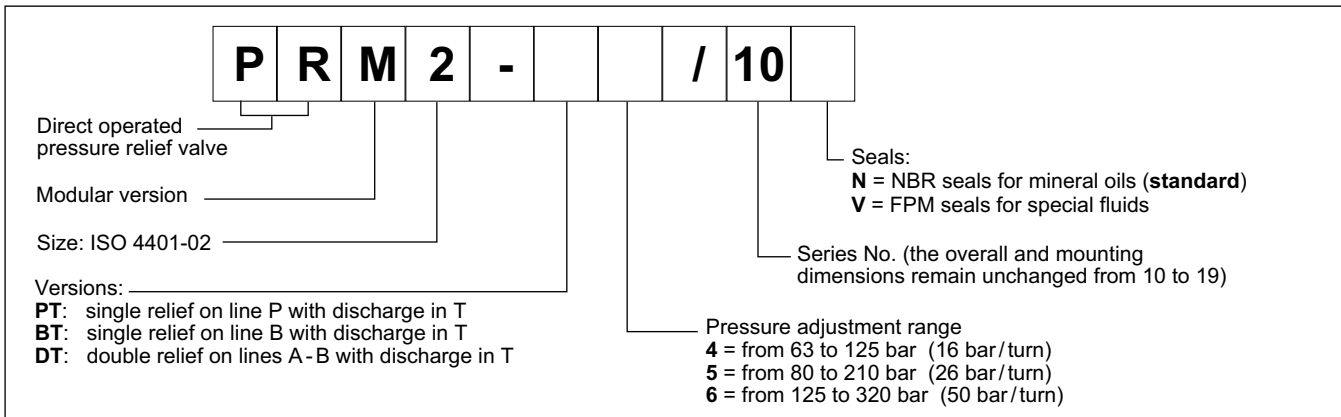 P R M 2 - / 10
Direct operated
pressure relief valve
Modular version
Size: ISO 4401-02
Versions:
PT: single relief on line P with discharge in T
BT: single relief on line B with discharge in T
DT: double relief on lines A-B with discharge in T
Seals:
N = NBR seals for mineral oils (standard)
V = FPM seals for special fluids
Series No. (the overall and mounting
dimensions remain unchanged from 10 to 19)
Pressure adjustment range
4 = from 63 to 125 bar (16 bar/turn)
5 = from 80 to 210 bar (26 bar/turn)
6 = from 125 to 320 bar (50 bar/turn)